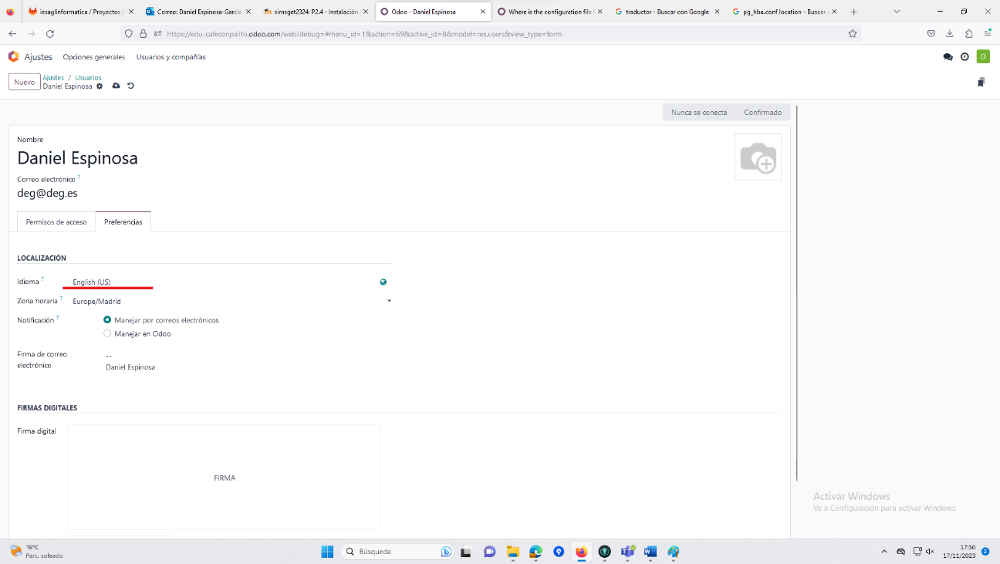 iesaglinformatica / Proyectos / E
Correo: Daniel Espinosa-Garcia
simsget2324: P2.4 - Instalación
Odoo - Daniel Espinosa
Where is the configuration file f
traductor - Buscar con Google
pg_hba.conf location - Buscar c
https://edu-cafeconpalito.odoo.com/web?debug=#menu_id=1&action=69&active_id=8&model=res.users&view_type=form
Ajustes Opciones generales Usuarios y compañías
D
Nuevo
Ajustes / Usuarios
Daniel Espinosa
Nunca se conecta Confirmado
Nombre
Daniel Espinosa
Correo electrónico ?
deg@deg.es
Permisos de acceso Preferencias
LOCALIZACIÓN
Idioma ? English (US)
Zona horaria ? Europe/Madrid
Notificación ? Manejar por correos electrónicos
Manejar en Odoo
Firma de correo
electrónico
--
Daniel Espinosa
FIRMAS DIGITALES
Firma digital
FIRMA
Activar Windows
Ve a Configuración para activar Windows.
16°C
Parc. soleado
Búsqueda
17:50
17/11/2023
2